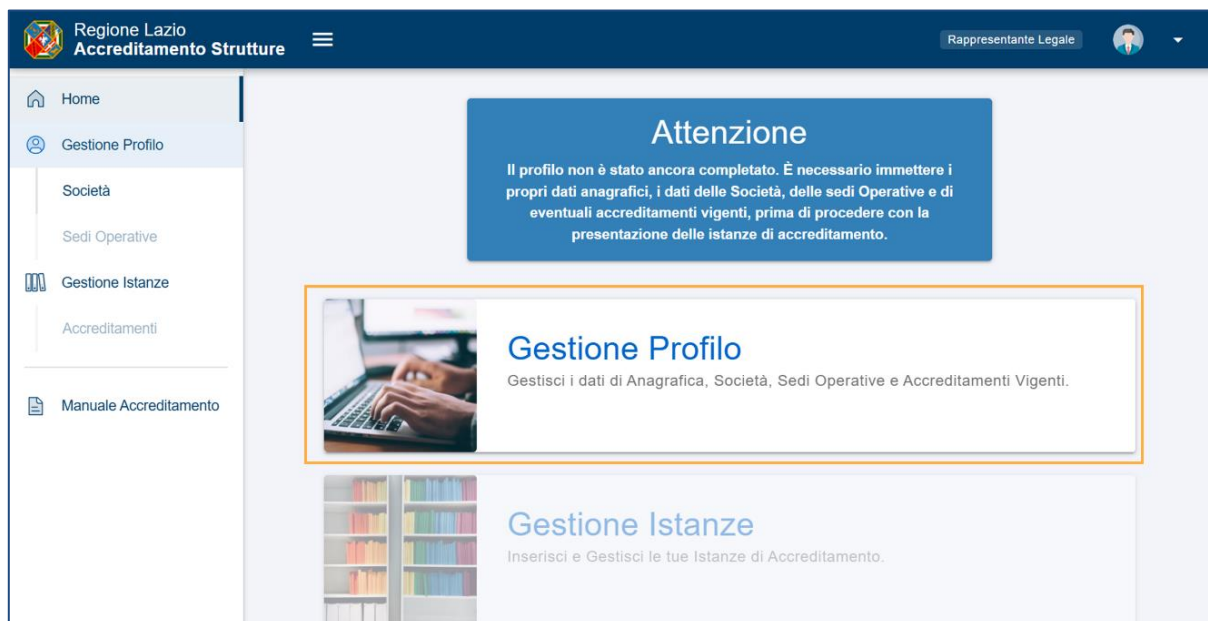 Regione Lazio
Accreditamento Strutture
Rappresentante Legale
Home
Gestione Profilo
Società
Sedi Operative
Gestione Istanze
Accreditamenti
Manuale Accreditamento
Attenzione
Il profilo non è stato ancora completato. È necessario immettere i
propri dati anagrafici, i dati delle Società, delle sedi Operative e di
eventuali accreditamenti vigenti, prima di procedere con la
presentazione delle istanze di accreditamento.
Gestione Profilo
Gestisci i dati di Anagrafica, Società, Sedi Operative e Accreditamenti Vigenti.
Gestione Istanze
Inserisci e Gestisci le tue Istanze di Accreditamento.